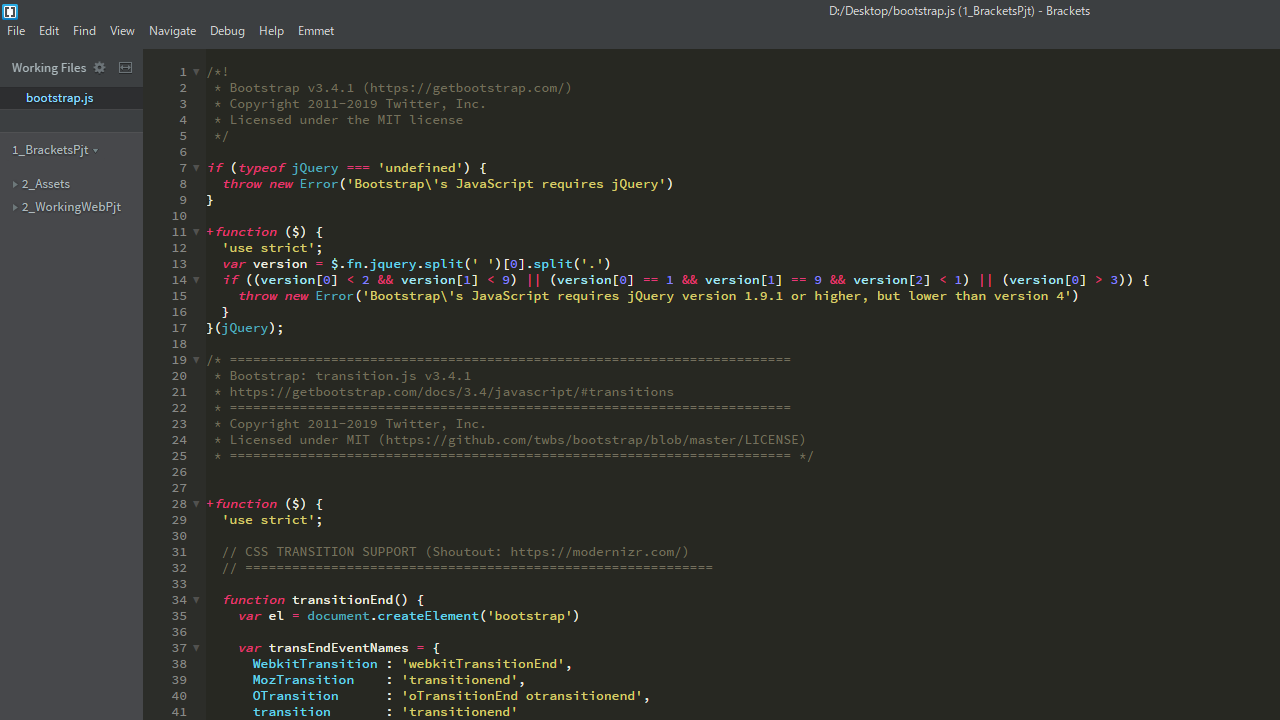 D:/Desktop/bootstrap.js (1_BracketsPjt) - Brackets
File Edit Find View Navigate Debug Help Emmet
Working Files
bootstrap.js
1_BracketsPjt
2_Assets
2_WorkingWebPjt
1 /*!
2  * Bootstrap v3.4.1 (https://getbootstrap.com/)
3  * Copyright 2011-2019 Twitter, Inc.
4  * Licensed under the MIT license
5  */
6
7 if (typeof jQuery === 'undefined') {
8   throw new Error('Bootstrap\'s JavaScript requires jQuery')
9 }
10
11 +function ($) {
12   'use strict';
13   var version = $.fn.jquery.split(' ')[0].split('.')
14   if ((version[0] < 2 && version[1] < 9) || (version[0] == 1 && version[1] == 9 && version[2] < 1) || (version[0] > 3)) {
15     throw new Error('Bootstrap\'s JavaScript requires jQuery version 1.9.1 or higher, but lower than version 4')
16   }
17 }(jQuery);
18
19 /* ========================================================================
20  * Bootstrap: transition.js v3.4.1
21  * https://getbootstrap.com/docs/3.4/javascript/#transitions
22  * ========================================================================
23  * Copyright 2011-2019 Twitter, Inc.
24  * Licensed under MIT (https://github.com/twbs/bootstrap/blob/master/LICENSE)
25  * ======================================================================== */
26
27
28 +function ($) {
29   'use strict';
30
31   // CSS TRANSITION SUPPORT (Shoutout: https://modernizr.com/)
32   // ============================================================
33
34   function transitionEnd() {
35     var el = document.createElement('bootstrap')
36
37     var transEndEventNames = {
38       WebkitTransition : 'webkitTransitionEnd',
39       MozTransition    : 'transitionend',
40       OTransition      : 'oTransitionEnd otransitionend',
41       transition       : 'transitionend'